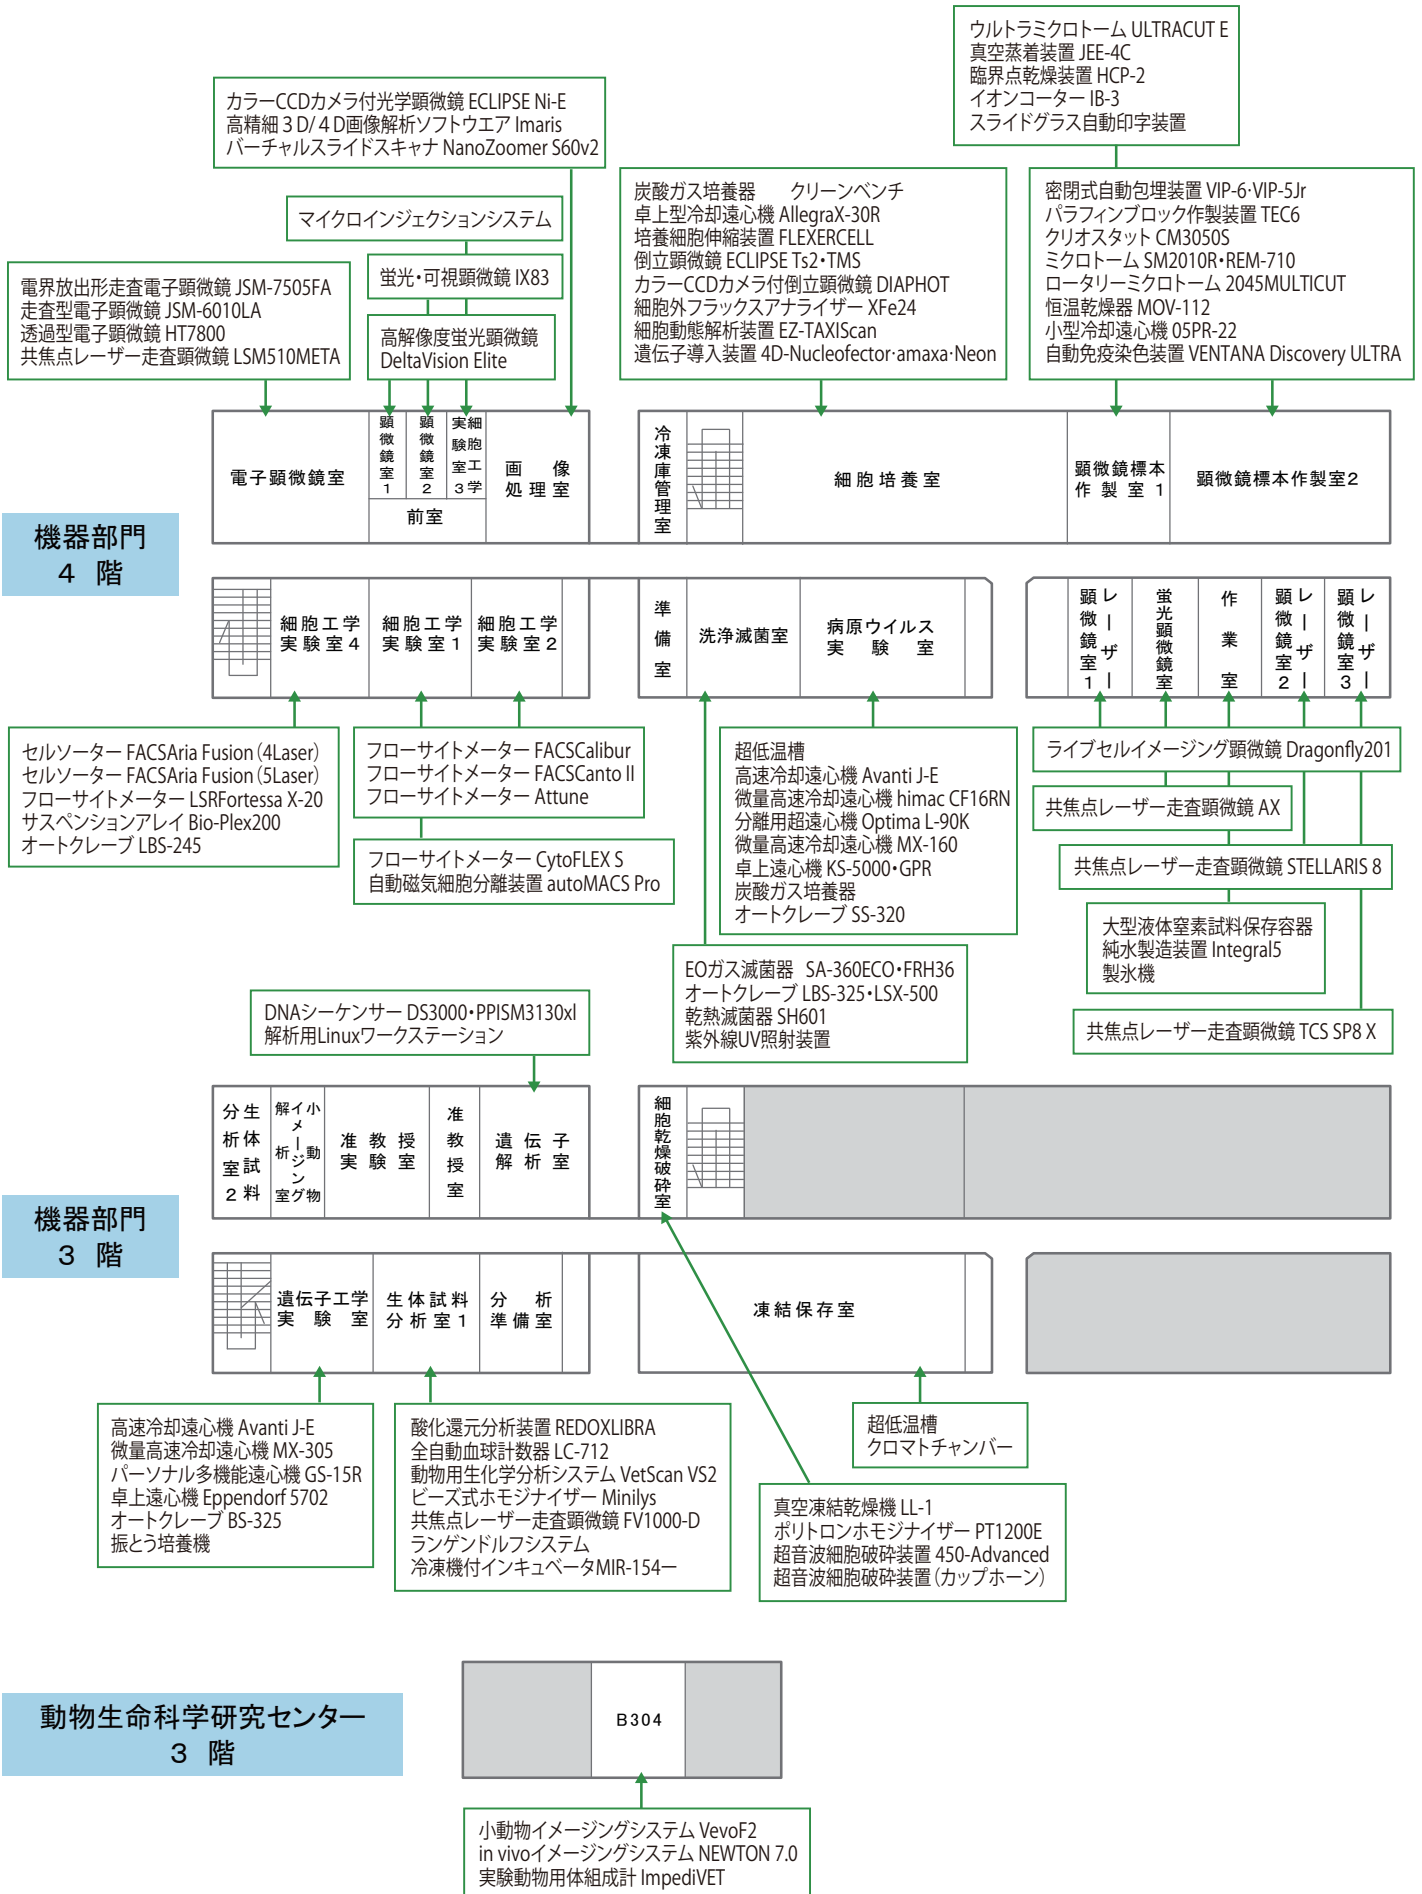 ウルトラミクロトーム ULTRACUT E
真空蒸着装置 JEE-4C
臨界点乾燥装置 HCP-2
イオンコーター IB-3
スライドグラス自動印字装置
カラーCCDカメラ付光学顕微鏡 ECLIPSE Ni-E
高精細3D/4D画像解析ソフトウエア Imaris
バーチャルスライドスキャナ NanoZoomer S60v2
マイクロインジェクションシステム
蛍光・可視顕微鏡 IX83
高解像度蛍光顕微鏡
DeltaVision Elite
電界放出形走査電子顕微鏡 JSM-7505FA
走査型電子顕微鏡 JSM-6010LA
透過型電子顕微鏡 HT7800
共焦点レーザー走査顕微鏡 LSM510META
炭酸ガス培養器 クリーンベンチ
卓上型冷却遠心機 AllegraX-30R
培養細胞伸縮装置 FLEXERCELL
倒立顕微鏡 ECLIPSE Ts2・TMS
カラーCCDカメラ付倒立顕微鏡 DIAPHOT
細胞外フラックスアナライザー XFe24
細胞動態解析装置 EZ-TAXIScan
遺伝子導入装置 4D-Nucleofector・amaxa・Neon
密閉式自動包埋装置 VIP-6・VIP-5Jr
パラフィンブロック作製装置 TEC6
クリオスタット CM3050S
ミクロトーム SM2010R・REM-710
ロータリーミクロトーム 2045MULTICUT
恒温乾燥器 MOV-112
小型冷却遠心機 05PR-22
自動免疫染色装置 VENTANA Discovery ULTRA
機器部門
4 階
電子顕微鏡室
顕微鏡室1
顕微鏡室2
細胞工学実験室3
前室
画像処理室
冷凍庫管理室
細胞培養室
顕微鏡標本作製室1
顕微鏡標本作製室2
細胞工学実験室4
細胞工学実験室1
細胞工学実験室2
準備室
洗浄滅菌室
病原ウイルス実験室
レーザー顕微鏡室1
蛍光顕微鏡室
作業室
レーザー顕微鏡室2
レーザー顕微鏡室3
セルソーター FACSAria Fusion(4Laser)
セルソーター FACSAria Fusion(5Laser)
フローサイトメーター LSRFortessa X-20
サスペンションアレイ Bio-Plex200
オートクレーブ LBS-245
フローサイトメーター FACSCalibur
フローサイトメーター FACSCanto II
フローサイトメーター Attune
フローサイトメーター CytoFLEX S
自動磁気細胞分離装置 autoMACS Pro
超低温槽
高速冷却遠心機 Avanti J-E
微量高速冷却遠心機 himac CF16RN
分離用超遠心機 Optima L-90K
微量高速冷却遠心機 MX-160
卓上遠心機 KS-5000・GPR
炭酸ガス培養器
オートクレーブ SS-320
EOガス滅菌器 SA-360ECO・FRH36
オートクレーブ LBS-325・LSX-500
乾熱滅菌器 SH601
紫外線UV照射装置
ライブセルイメージング顕微鏡 Dragonfly201
共焦点レーザー走査顕微鏡 AX
共焦点レーザー走査顕微鏡 STELLARIS 8
大型液体窒素試料保存容器
純水製造装置 Integral5
製氷機
共焦点レーザー走査顕微鏡 TCS SP8 X
DNAシーケンサー DS3000・PPISM3130xl
解析用Linuxワークステーション
機器部門
3 階
生体試料分析室2
小動物イメージング解析室
准教授実験室
准教授室
遺伝子解析室
細胞乾燥破砕室
遺伝子工学実験室
生体試料分析室1
分析準備室
凍結保存室
高速冷却遠心機 Avanti J-E
微量高速冷却遠心機 MX-305
パーソナル多機能遠心機 GS-15R
卓上遠心機 Eppendorf 5702
オートクレーブ BS-325
振とう培養機
酸化還元分析装置 REDOXLIBRA
全自動血球計数器 LC-712
動物用生化学分析システム VetScan VS2
ビーズ式ホモジナイザー Minilys
共焦点レーザー走査顕微鏡 FV1000-D
ランゲンドルフシステム
冷凍機付インキュベータMIR-154ー
超低温槽
クロマトチャンバー
真空凍結乾燥機 LL-1
ポリトロンホモジナイザー PT1200E
超音波細胞破砕装置 450-Advanced
超音波細胞破砕装置(カップホーン)
動物生命科学研究センター
3 階
B304
小動物イメージングシステム VevoF2
in vivoイメージングシステム NEWTON 7.0
実験動物用体組成計 ImpediVET